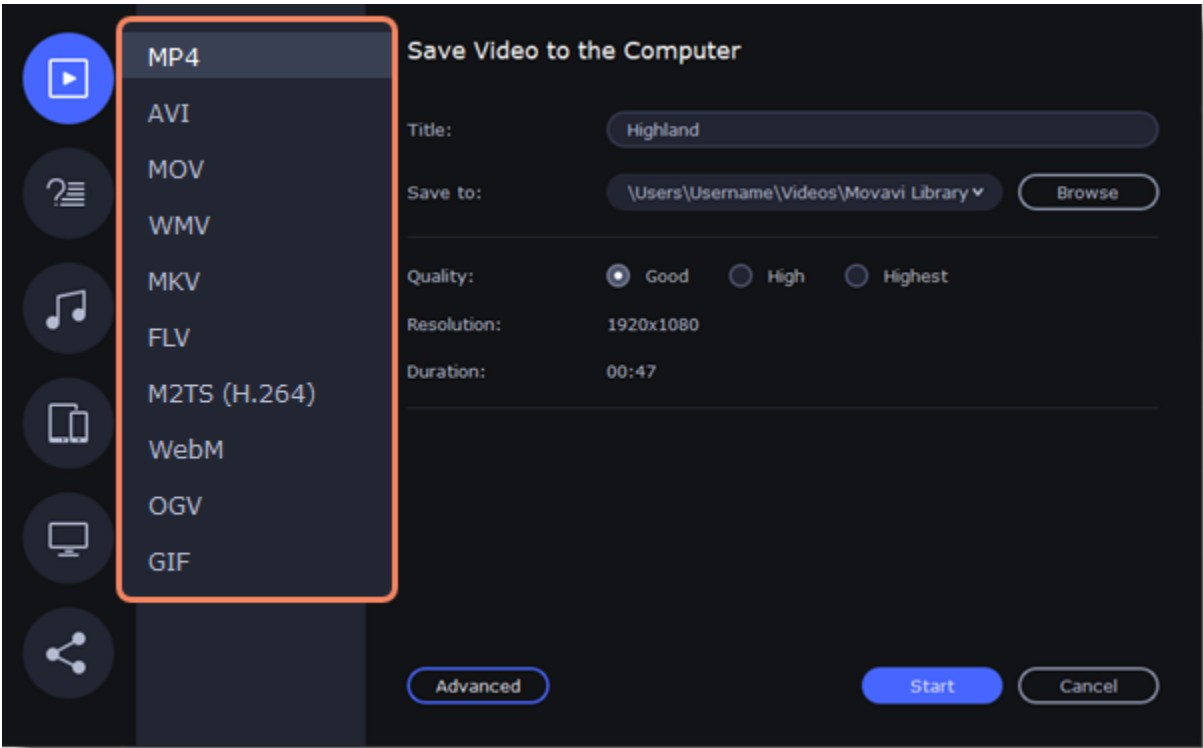 MP4
AVI
MOV
WMV
MKV
FLV
M2TS (H.264)
WebM
OGV
GIF
Save Video to the Computer
Title: Highland
Save to: \Users\Username\Videos\Movavi Library Browse
Quality: Good High Highest
Resolution: 1920x1080
Duration: 00:47
Advanced Start Cancel